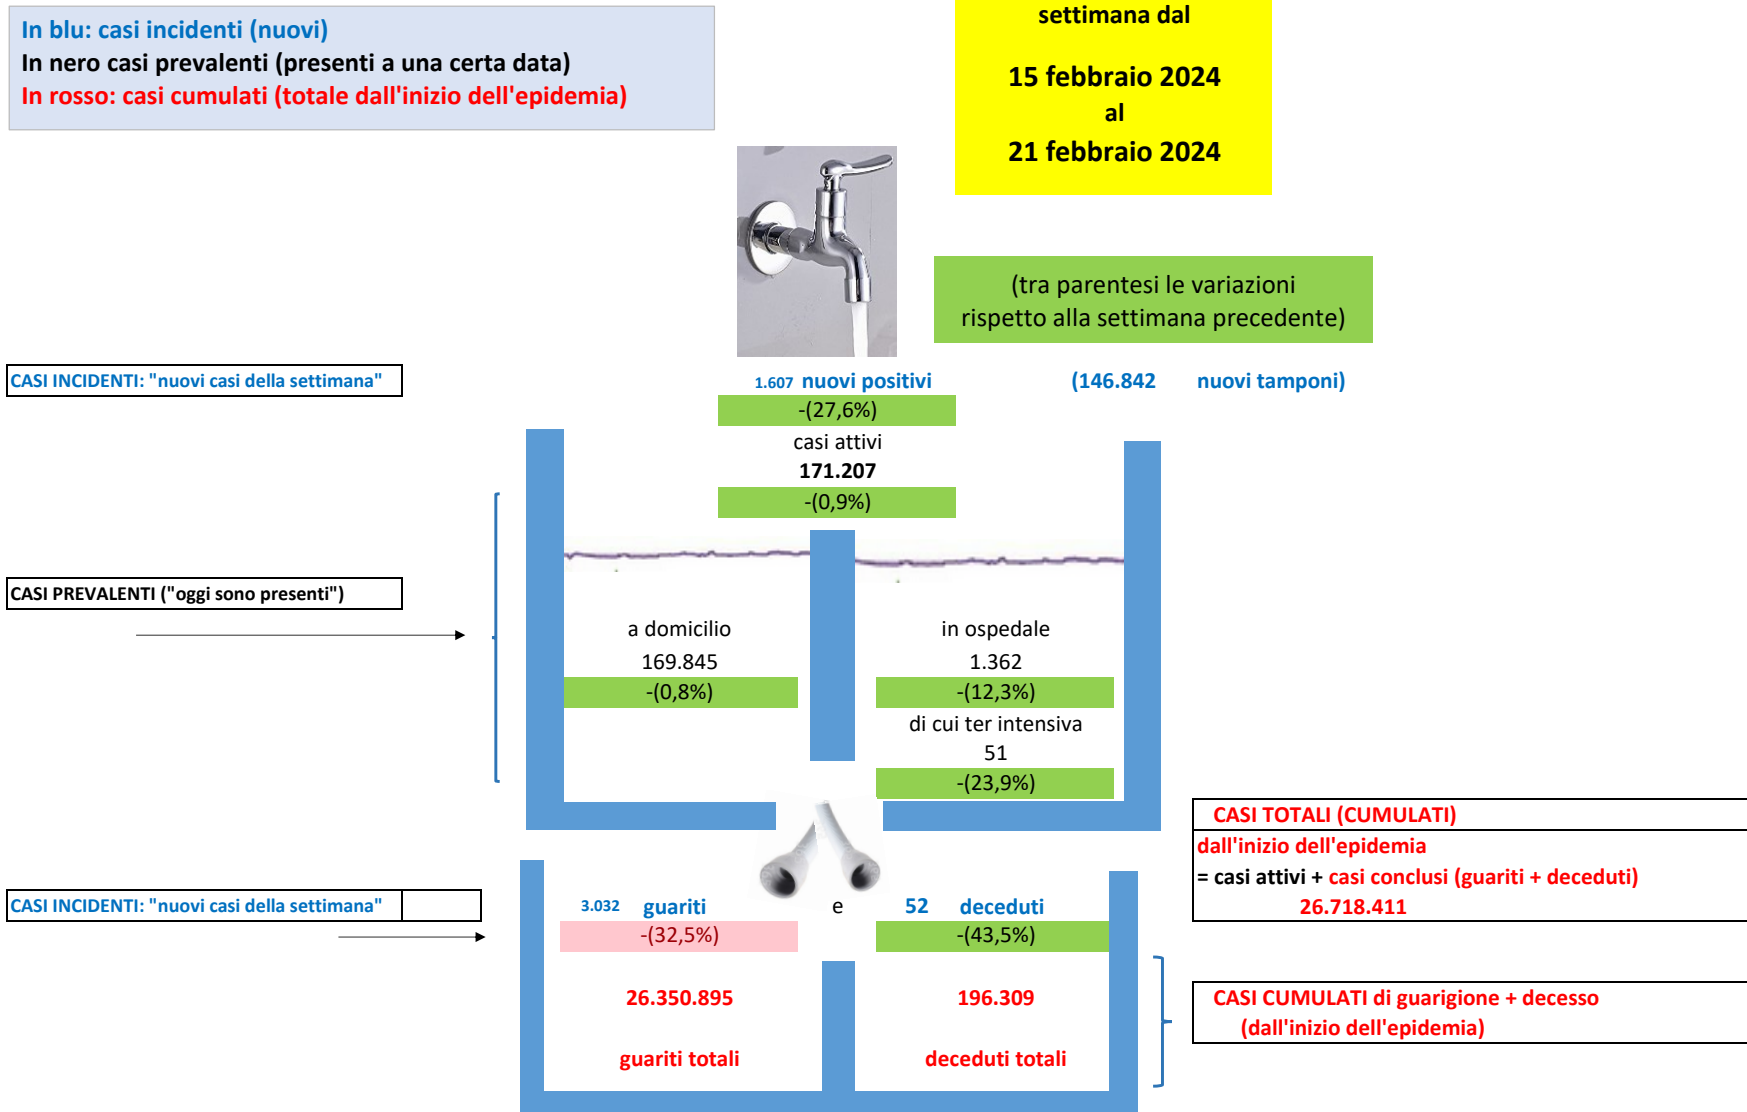 In blu: casi incidenti (nuovi)
In nero casi prevalenti (presenti a una certa data)
In rosso: casi cumulati (totale dall'inizio dell'epidemia)
settimana dal
15 febbraio 2024
al
21 febbraio 2024
(tra parentesi le variazioni
rispetto alla settimana precedente)
CASI INCIDENTI: "nuovi casi della settimana"
1.607 nuovi positivi
(146.842 nuovi tamponi)
-(27,6%)
casi attivi
171.207
-(0,9%)
CASI PREVALENTI ("oggi sono presenti")
a domicilio
169.845
-(0,8%)
in ospedale
1.362
-(12,3%)
di cui ter intensiva
51
-(23,9%)
CASI TOTALI (CUMULATI)
dall'inizio dell'epidemia
= casi attivi + casi conclusi (guariti + deceduti)
26.718.411
CASI INCIDENTI: "nuovi casi della settimana"
3.032 guariti e 52 deceduti
-(32,5%)
-(43,5%)
26.350.895
196.309
guariti totali
deceduti totali
CASI CUMULATI di guarigione + decesso
(dall'inizio dell'epidemia)